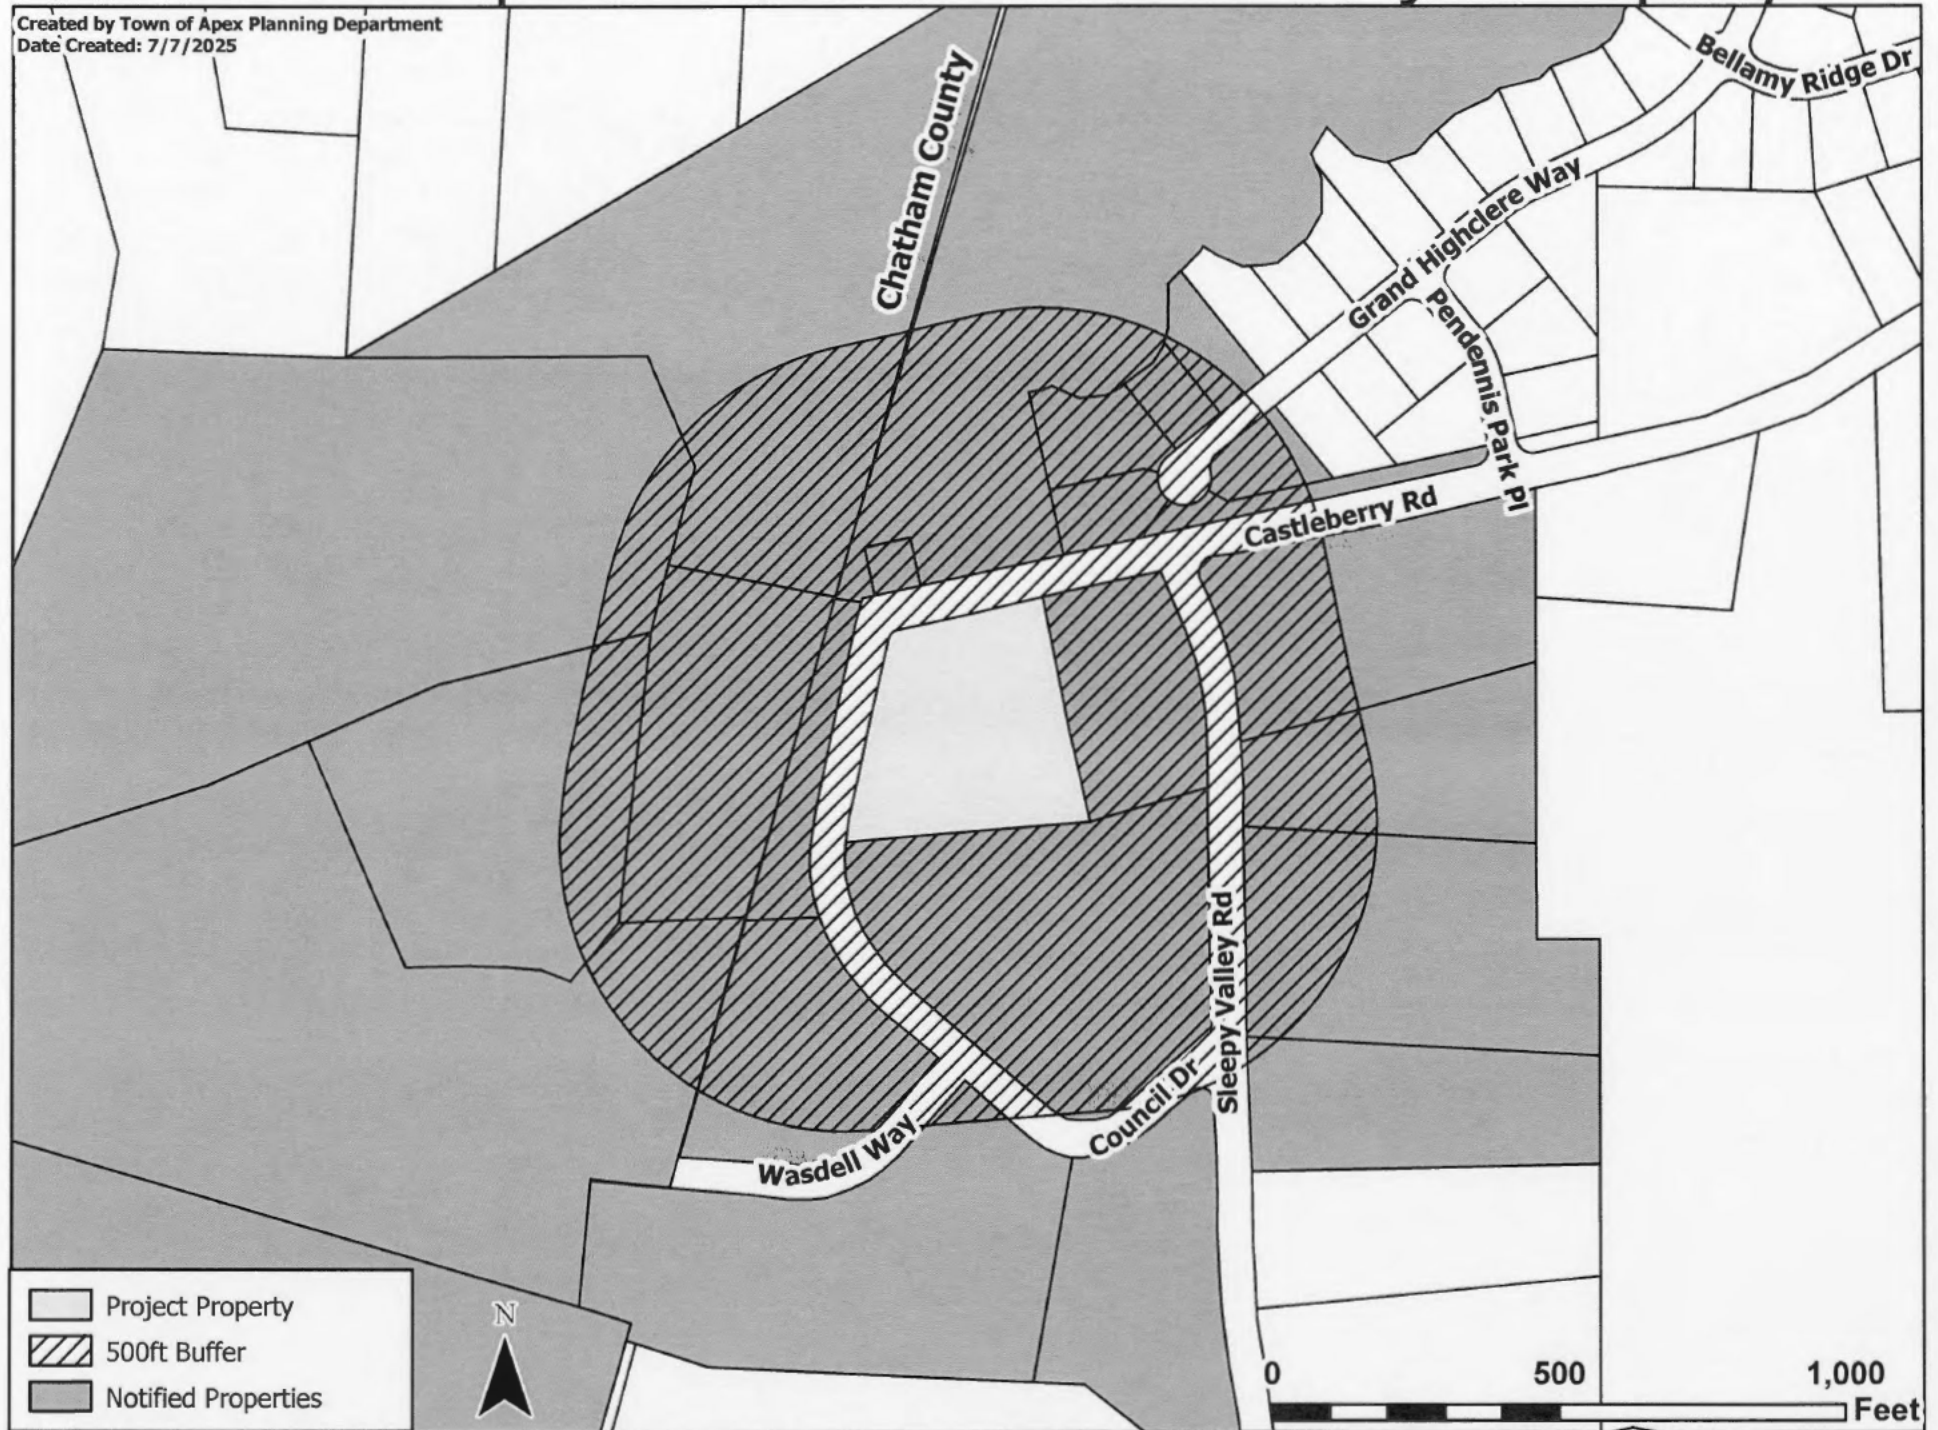 Created by Town of Apex Planning Department
Date Created: 7/7/2025
Bellamy Ridge Dr
Chatham County
Grand Highclere Way
Pendennis Park Pl
Castleberry Rd
Sleepy Valley Rd
Council Dr
Wasdell Way
Project Property
500ft Buffer
Notified Properties
N
0 500 1,000
Feet